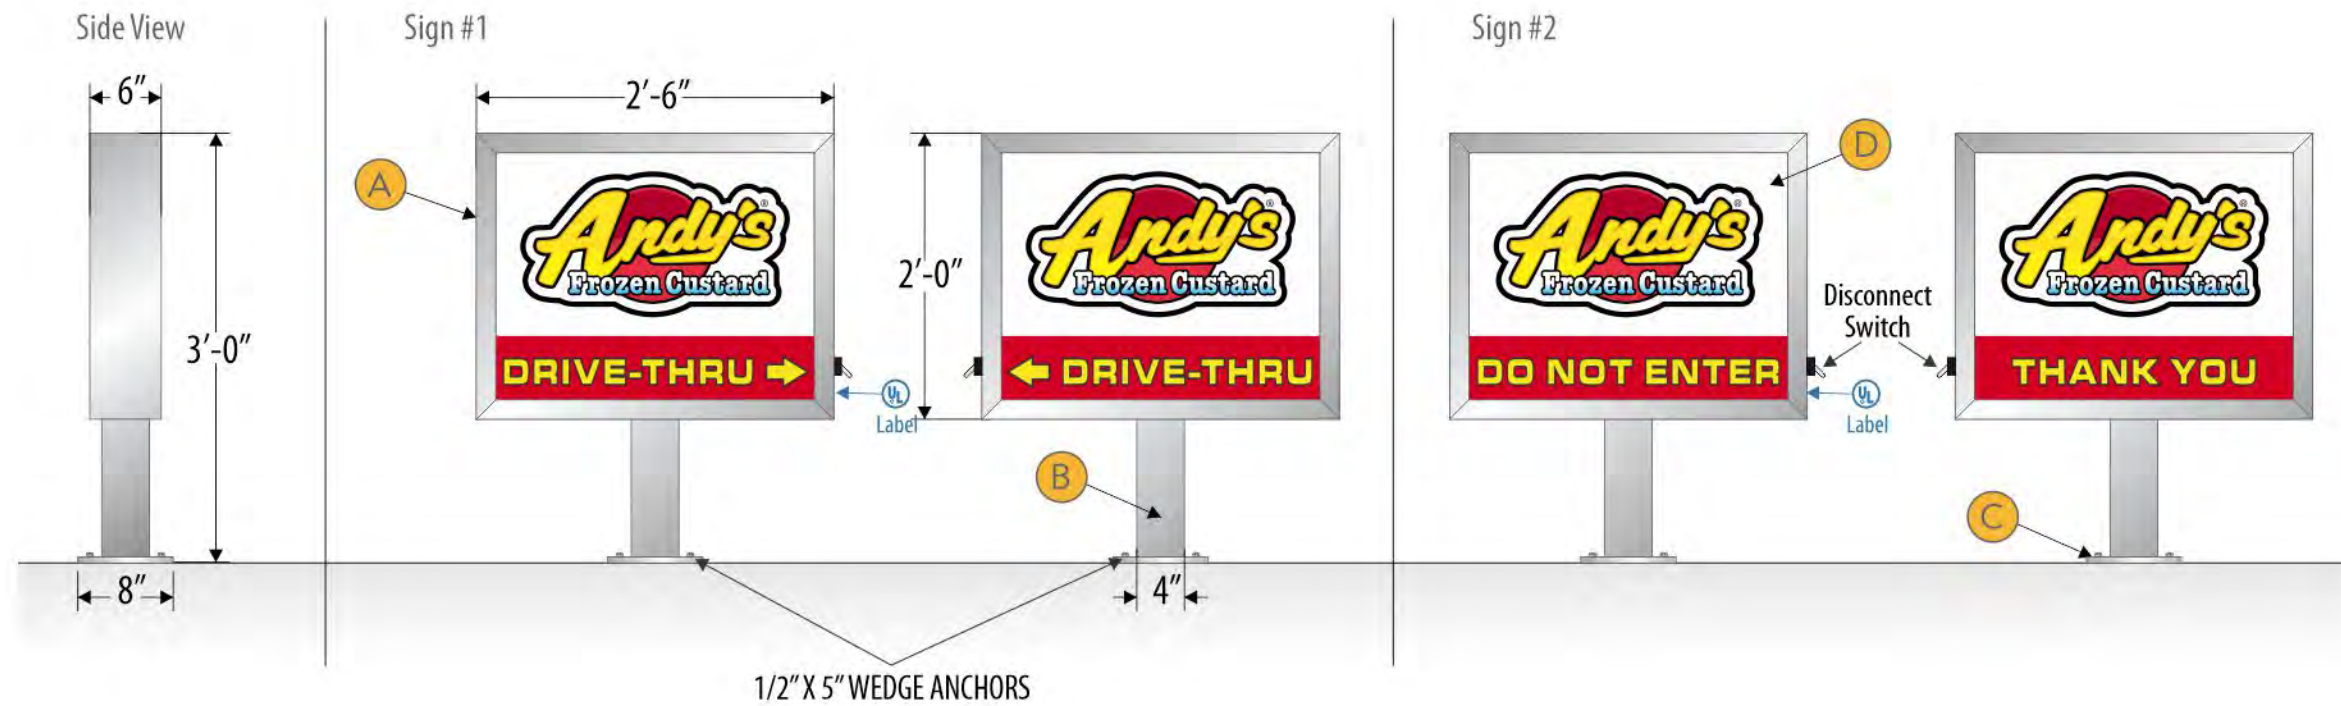 Side View
Sign #1
Sign #2
6″
2′-6″
3′-0″
8″
A
Andy's®
Frozen Custard
DRIVE-THRU →
UL
Label
2′-0″
Andy's®
Frozen Custard
← DRIVE-THRU
B
4″
1/2″ X 5″ WEDGE ANCHORS
D
Andy's®
Frozen Custard
DO NOT ENTER
Disconnect
Switch
UL
Label
Andy's®
Frozen Custard
THANK YOU
C